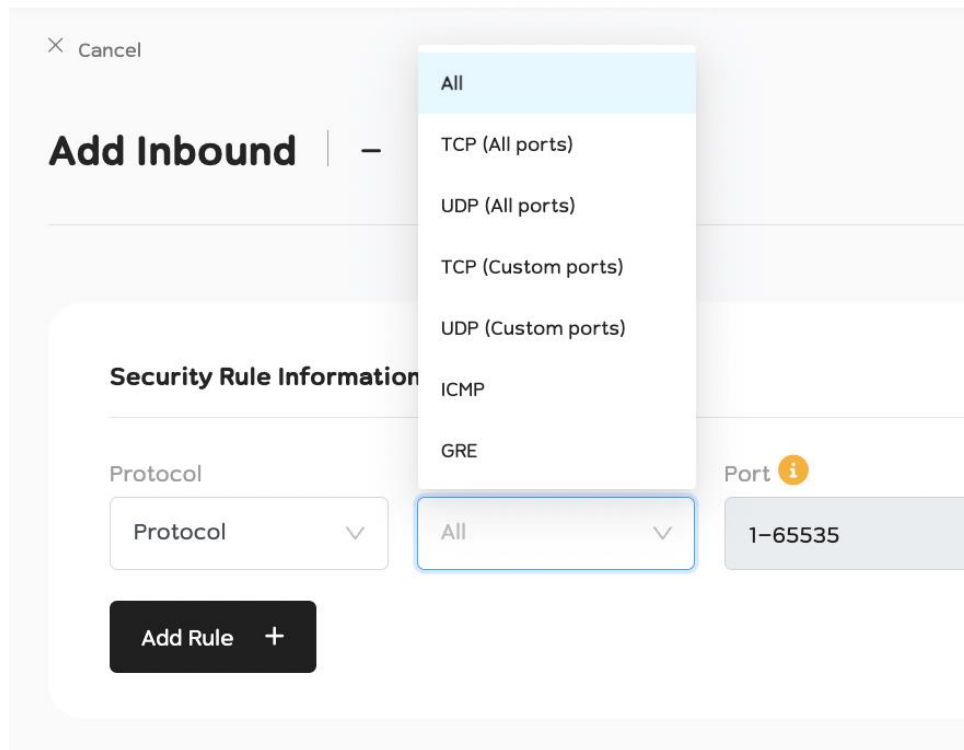 Cancel
Add Inbound | –
All
TCP (All ports)
UDP (All ports)
TCP (Custom ports)
UDP (Custom ports)
ICMP
GRE
Security Rule Information
Protocol
Port
Protocol
All
1–65535
Add Rule +